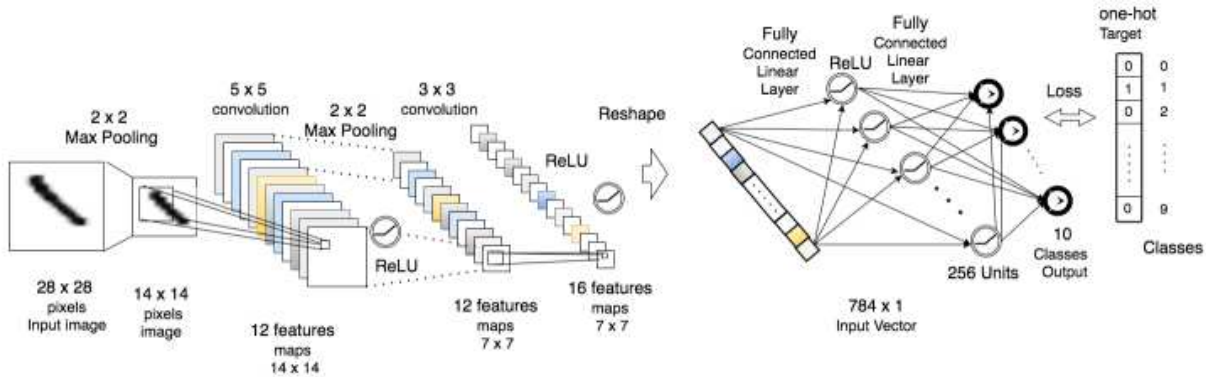 2 x 2
Max Pooling
28 x 28
pixels
Input image
14 x 14
pixels
image
5 x 5
convolution
12 features
maps
14 x 14
ReLU
2 x 2
Max Pooling
12 features
maps
7 x 7
3 x 3
convolution
ReLU
16 features
maps
7 x 7
Reshape
784 x 1
Input Vector
Fully
Connected
Linear
Layer
ReLU
256 Units
Fully
Connected
Linear
Layer
10
Classes
Output
Loss
one-hot
Target
0 0
1 1
0 2
0 9
Classes